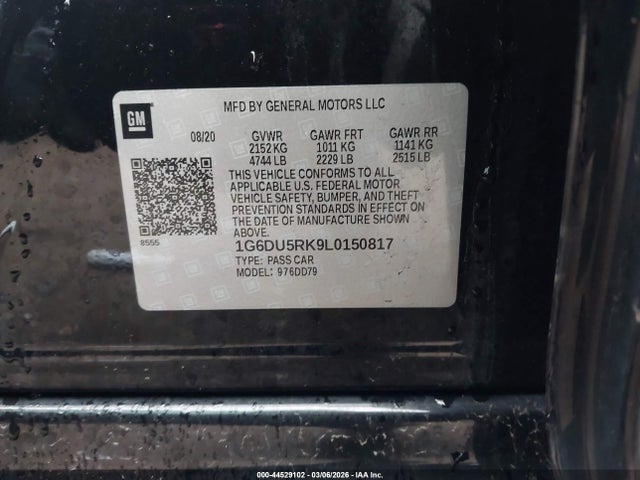 GM
MFD BY GENERAL MOTORS LLC
08/20 GVWR GAWR FRT GAWR RR
2152 KG 1011 KG 1141 KG
4744 LB 2229 LB 2515 LB
THIS VEHICLE CONFORMS TO ALL
APPLICABLE U.S. FEDERAL MOTOR
VEHICLE SAFETY, BUMPER, AND THEFT
PREVENTION STANDARDS IN EFFECT ON
THE DATE OF MANUFACTURE SHOWN
ABOVE.
8555
1G6DU5RK9L0150817
TYPE: PASS CAR
MODEL: 976DD79
000-44529102 - 03/06/2026 - IAA Inc.